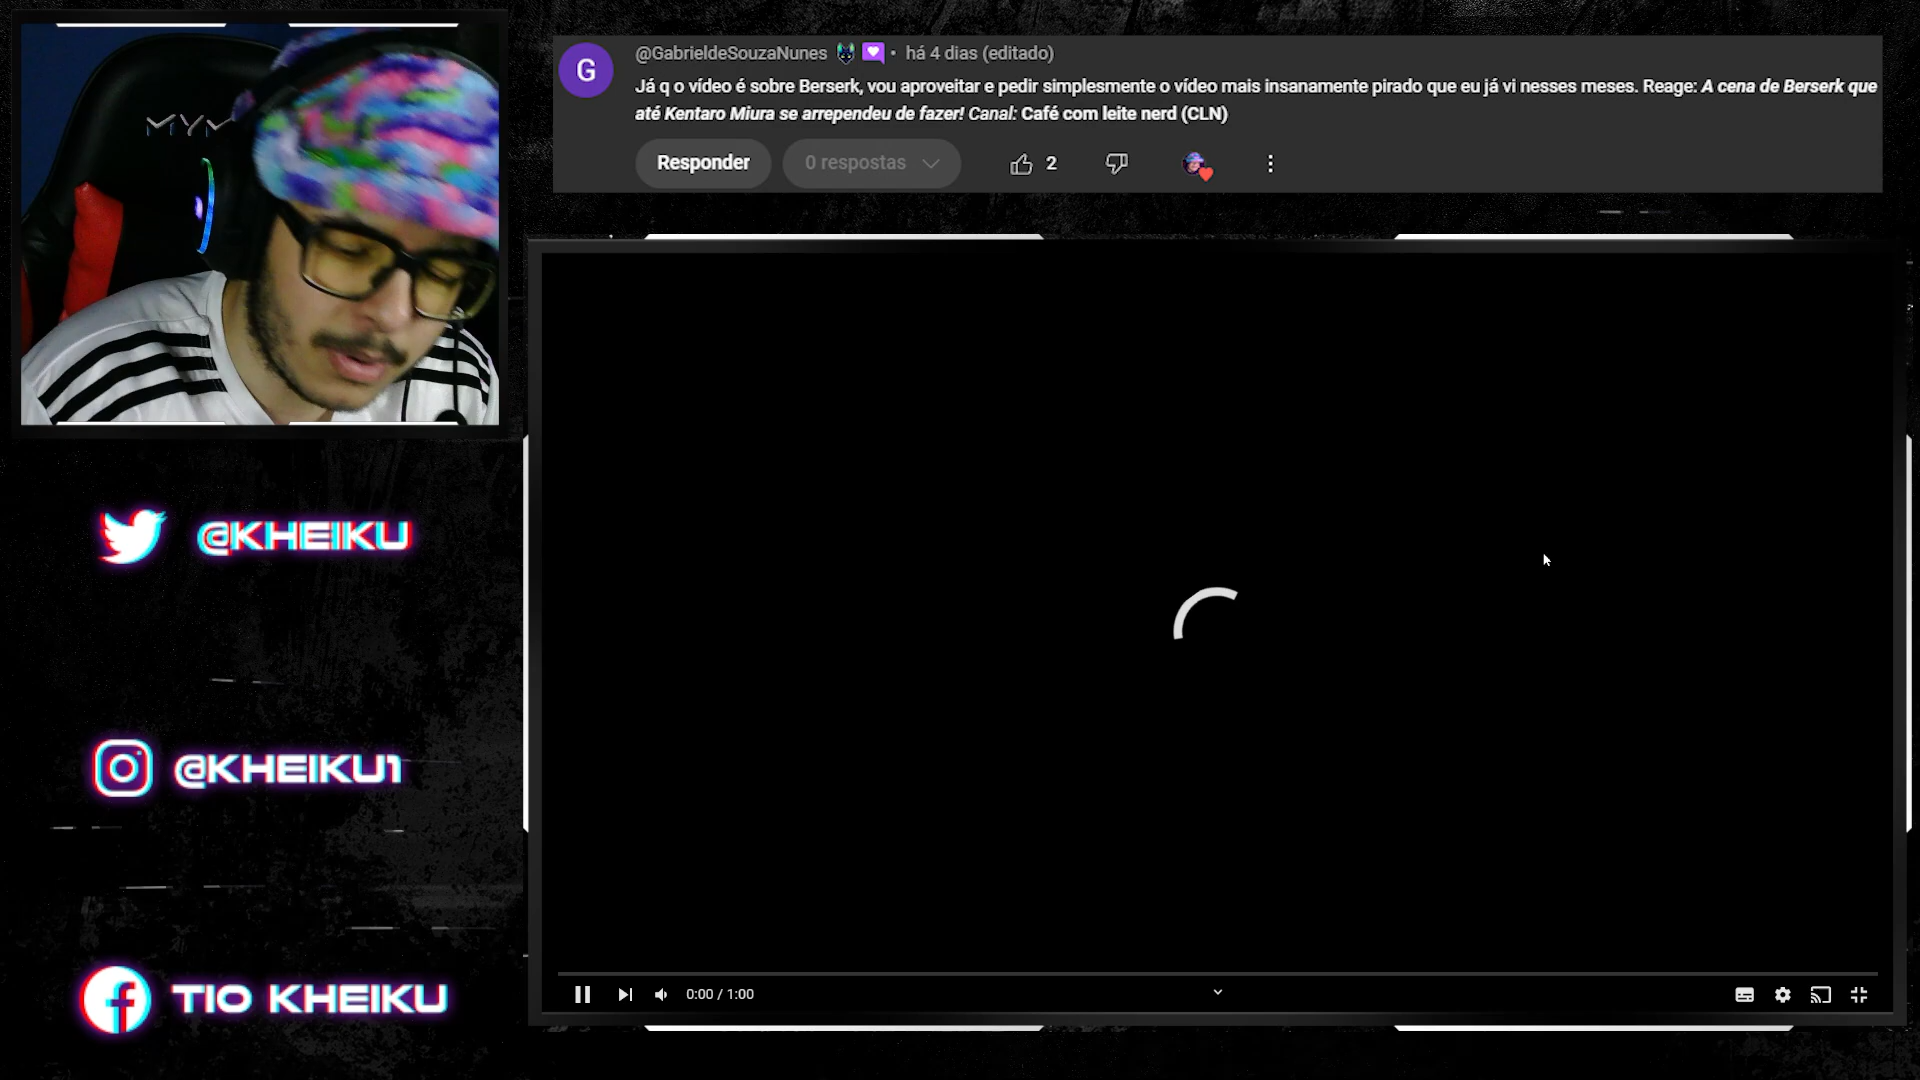 MYM
G
@GabrieldeSouzaNunes • há 4 dias (editado)
Já q o vídeo é sobre Berserk, vou aproveitar e pedir simplesmente o vídeo mais insanamente pirado que eu já vi nesses meses. Reage: A cena de Berserk que
até Kentaro Miura se arrependeu de fazer! Canal: Café com leite nerd (CLN)
Responder
0 respostas
2
@KHEIKU
@KHEIKU1
TIO KHEIKU
0:00 / 1:00